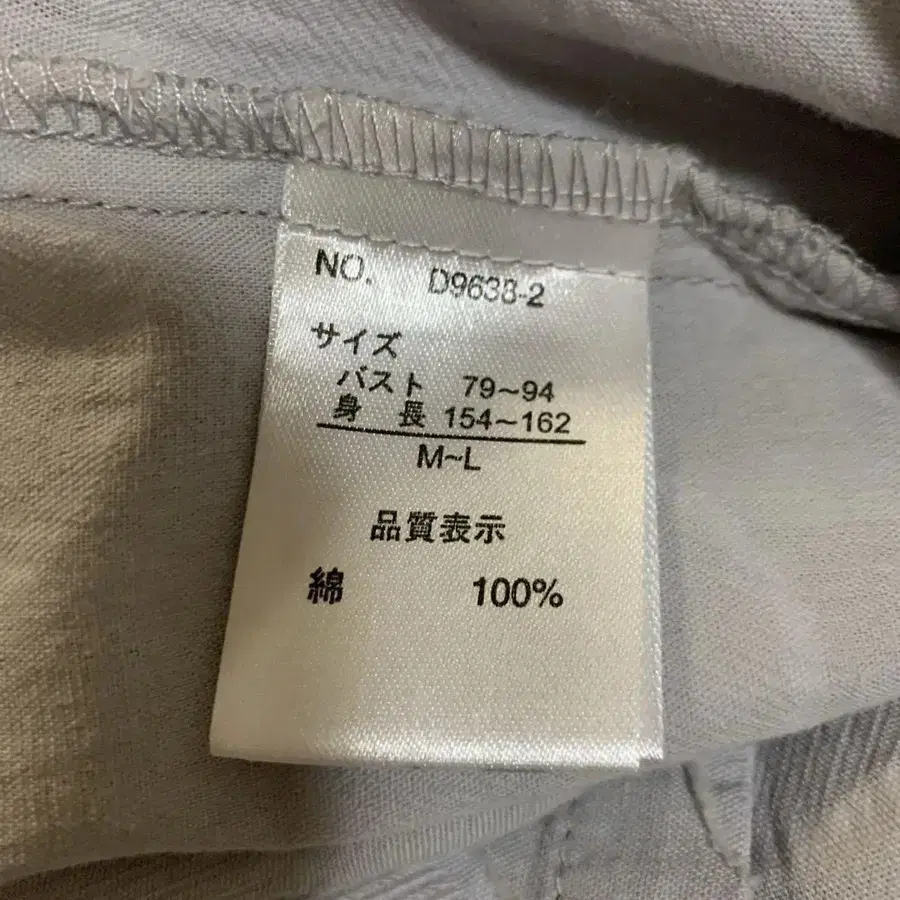 NO. D9638-2
サイズ
バスト 79～94
身長 154～162
M~L
品質表示
綿 100%